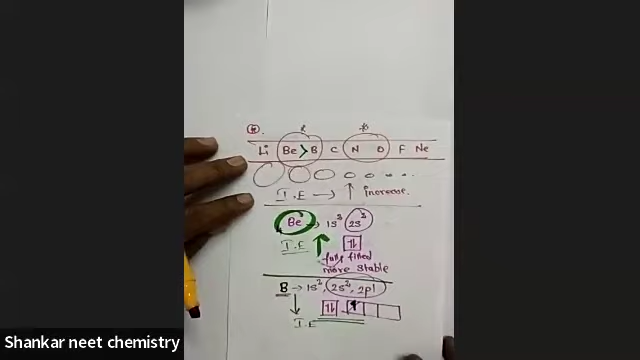 Li Be > B C N O F Ne
I.E → ↑ increase.
Be → 1s² 2s²
I.E ↑ ⇅
fully filled
more stable
B → 1s², 2s², 2p1
↓ ⇅ ↑
I.E
Shankar neet chemistry